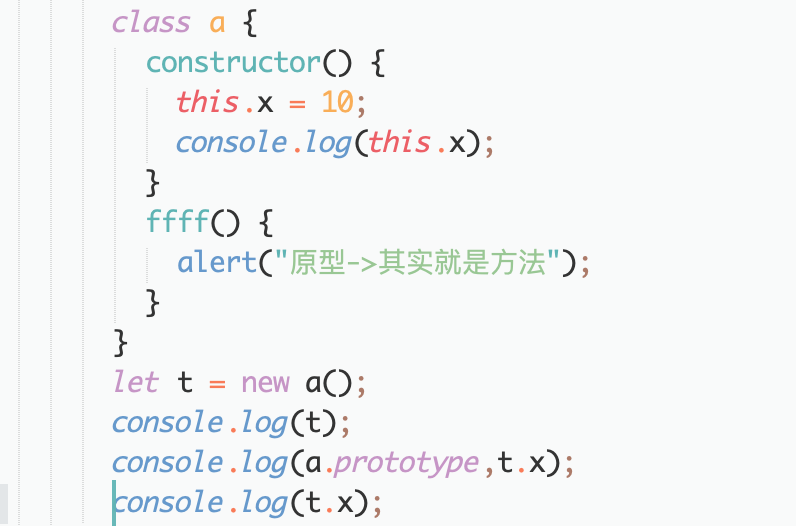 class a {
constructor() {
this.x = 10;
console.log(this.x);
}
ffff() {
alert("原型->其实就是方法");
}
}
let t = new a();
console.log(t);
console.log(a.prototype,t.x);
console.log(t.x);